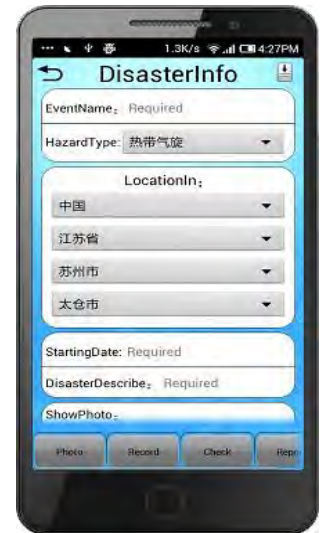 ... 1.3K/s 4:27PM
DisasterInfo
EventName: Required
HazardType: 热带气旋
LocationIn:
中国
江苏省
苏州市
太仓市
StartingDate: Required
DisasterDescribe: Required
ShowPhoto:
Photo Record Check Repo